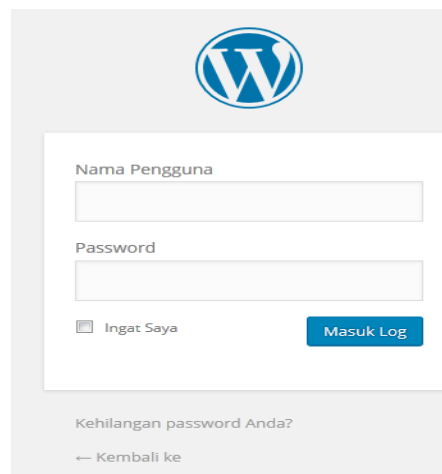 Nama Pengguna
Password
Ingat Saya
Masuk Log
Kehilangan password Anda?
← Kembali ke